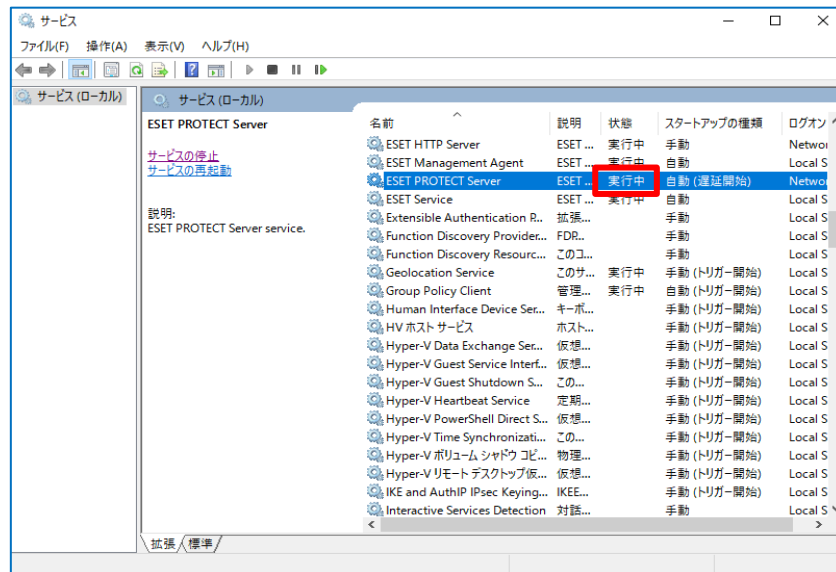 サービス
ファイル(F) 操作(A) 表示(V) ヘルプ(H)
サービス (ローカル)
サービス (ローカル)
ESET PROTECT Server
サービスの停止
サービスの再起動
説明:
ESET PROTECT Server service.
名前 説明 状態 スタートアップの種類 ログオン
ESET HTTP Server ESET ... 実行中 手動 Networ
ESET Management Agent ESET ... 実行中 自動 Local S
ESET PROTECT Server ESET ... 実行中 自動 (遅延開始) Networ
ESET Service ESET ... 実行中 自動 Local S
Extensible Authentication P... 拡張... 手動 Local S
Function Discovery Provider... FDP... 手動 Local S
Function Discovery Resourc... このコ... 手動 Local S
Geolocation Service このサ... 実行中 手動 (トリガー開始) Local S
Group Policy Client 管理... 実行中 自動 (トリガー開始) Local S
Human Interface Device Ser... キーボ... 手動 (トリガー開始) Local S
HV ホスト サービス ホスト... 手動 (トリガー開始) Local S
Hyper-V Data Exchange Ser... 仮想... 手動 (トリガー開始) Local S
Hyper-V Guest Service Interf... 仮想... 手動 (トリガー開始) Local S
Hyper-V Guest Shutdown S... この... 手動 (トリガー開始) Local S
Hyper-V Heartbeat Service 定期... 手動 (トリガー開始) Local S
Hyper-V PowerShell Direct S... 仮想... 手動 (トリガー開始) Local S
Hyper-V Time Synchronizati... この... 手動 (トリガー開始) Local S
Hyper-V ボリューム シャドウ コピ... 物理... 手動 (トリガー開始) Local S
Hyper-V リモート デスクトップ仮... 仮想... 手動 (トリガー開始) Local S
IKE and AuthIP IPsec Keying... IKEE... 手動 (トリガー開始) Local S
Interactive Services Detection 対話... 手動 Local S
拡張 標準